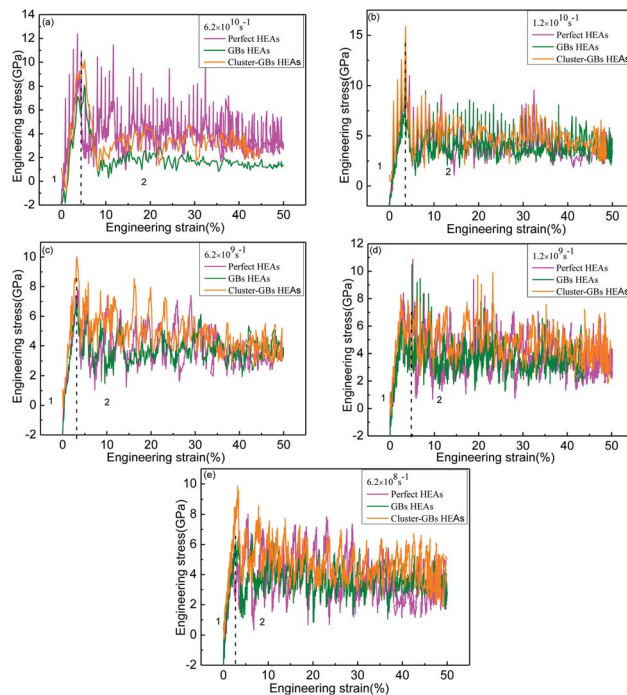 (a)
6.2×10¹⁰s⁻¹
Perfect HEAs
GBs HEAs
Cluster-GBs HEAs
Engineering stress(GPa)
14
12
10
8
6
4
2
0
-2
1
2
0 10 20 30 40 50
Engineering strain(%)
(b)
1.2×10¹⁰s⁻¹
Perfect HEAs
GBs HEAs
Cluster-GBs HEAs
Engineering stress(GPa)
15
10
5
0
1
2
0 10 20 30 40 50
Engineering strain(%)
(c)
6.2×10⁹s⁻¹
Perfect HEAs
GBs HEAs
Cluster-GBs HEAs
Engineering stress(GPa)
10
8
6
4
2
0
-2
1
2
0 10 20 30 40 50
Engineering strain(%)
(d)
1.2×10⁹s⁻¹
Perfect HEAs
GBs HEAs
Cluster-GBs HEAs
Engineering stress(GPa)
12
10
8
6
4
2
0
-2
1
2
0 10 20 30 40 50
Engineering strain(%)
(e)
6.2×10⁸s⁻¹
Perfect HEAs
GBs HEAs
Cluster-GBs HEAs
Engineering stress(GPa)
10
8
6
4
2
0
-2
1
2
0 10 20 30 40 50
Engineering strain(%)